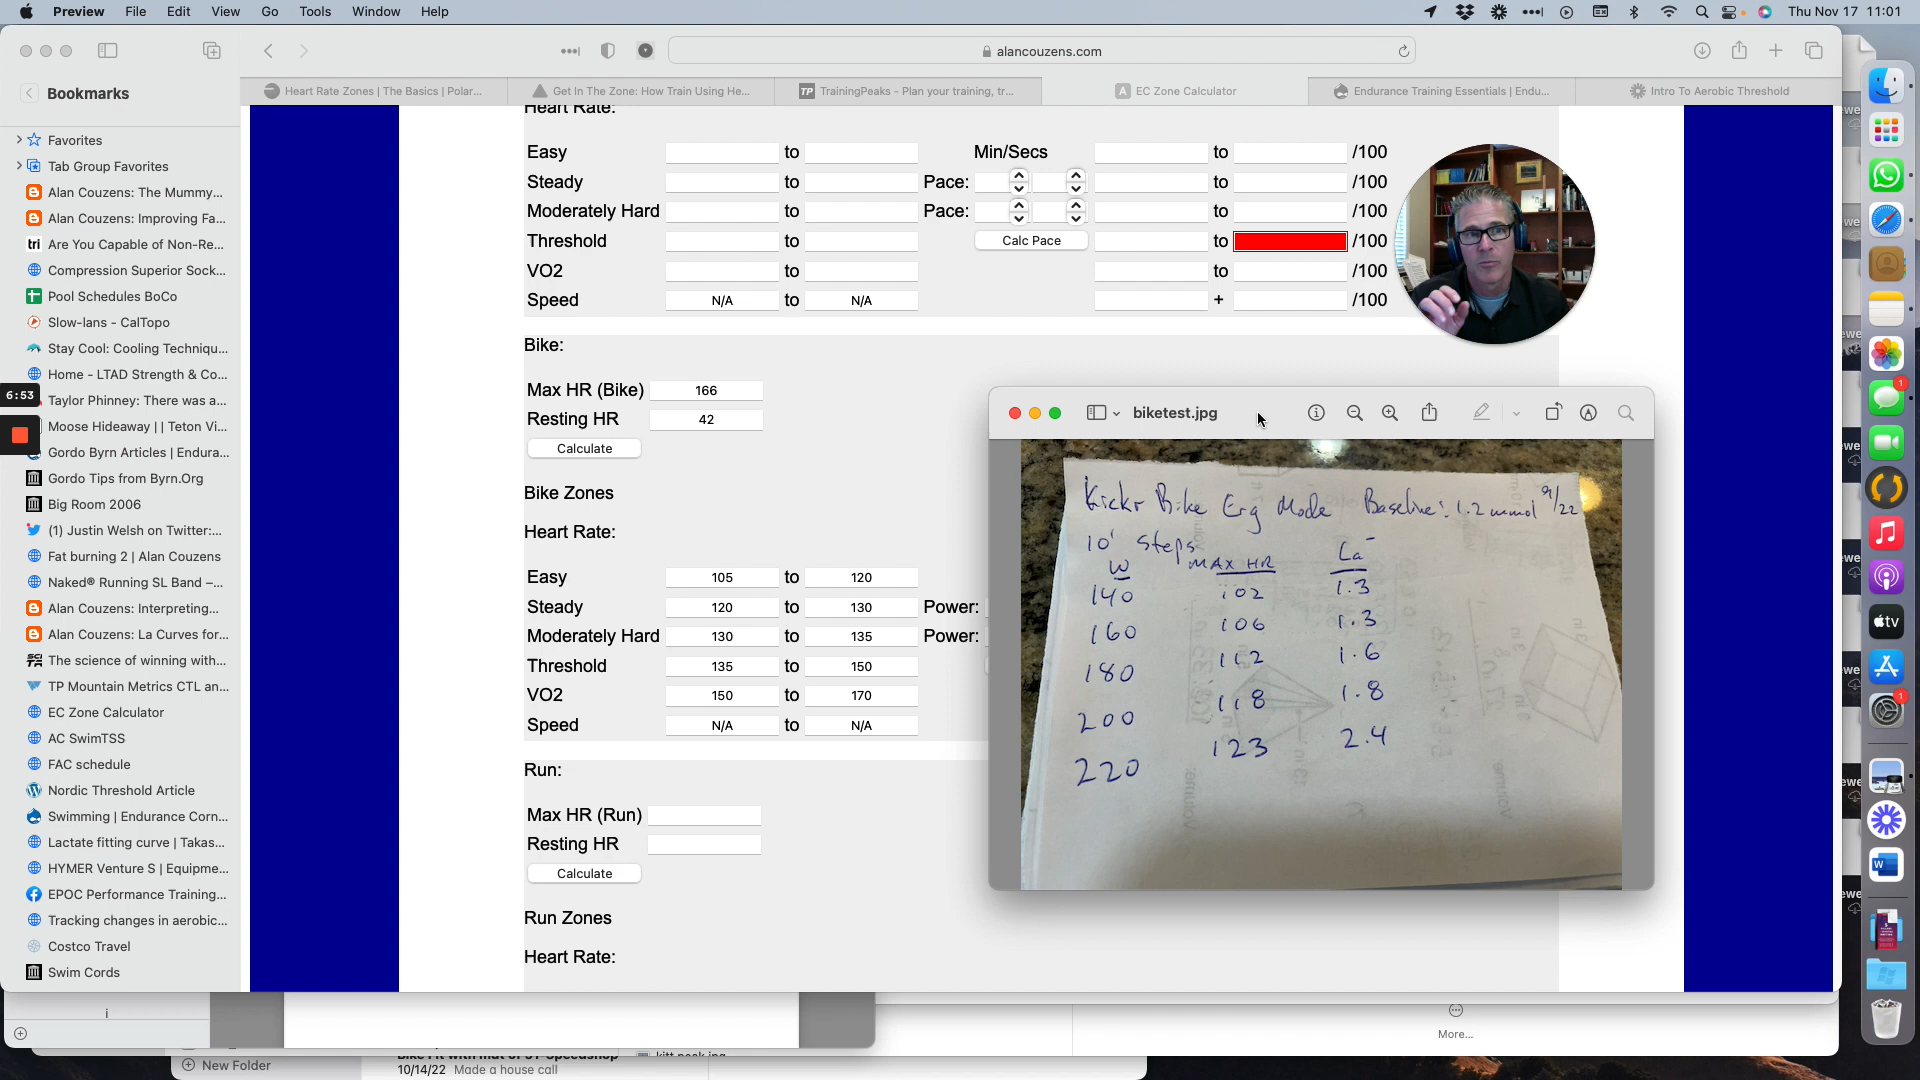 Preview File Edit View Go Tools Window Help
Thu Nov 17 11:01
alancouzens.com
Bookmarks
Heart Rate Zones | The Basics | Polar...
Get In The Zone: How Train Using He...
TP TrainingPeaks - Plan your training, tr...
A EC Zone Calculator
Endurance Training Essentials | Endu...
Intro To Aerobic Threshold
Favorites
Tab Group Favorites
Alan Couzens: The Mummy...
Alan Couzens: Improving Fa...
tri Are You Capable of Non-Re...
Compression Superior Sock...
Pool Schedules BoCo
Slow-lans - CalTopo
Stay Cool: Cooling Techniqu...
Home - LTAD Strength & Co...
6:53
Taylor Phinney: There was a...
Moose Hideaway | | Teton Vi...
Gordo Byrn Articles | Endura...
Gordo Tips from Byrn.Org
Big Room 2006
(1) Justin Welsh on Twitter:...
Fat burning 2 | Alan Couzens
Naked® Running SL Band –...
Alan Couzens: Interpreting...
Alan Couzens: La Curves for...
The science of winning with...
TP Mountain Metrics CTL an...
EC Zone Calculator
AC SwimTSS
FAC schedule
Nordic Threshold Article
Swimming | Endurance Corn...
Lactate fitting curve | Takas...
HYMER Venture S | Equipme...
EPOC Performance Training...
Tracking changes in aerobic...
Costco Travel
Swim Cords
Heart Rate:
Easy to Min/Secs to /100
Steady to Pace: to /100
Moderately Hard to Pace: to /100
Threshold to Calc Pace to /100
VO2 to to /100
Speed N/A to N/A + /100
Bike:
Max HR (Bike) 166
Resting HR 42
Calculate
Bike Zones
Heart Rate:
Easy 105 to 120
Steady 120 to 130 Power:
Moderately Hard 130 to 135 Power:
Threshold 135 to 150
VO2 150 to 170
Speed N/A to N/A
Run:
Max HR (Run)
Resting HR
Calculate
Run Zones
Heart Rate:
biketest.jpg
Kickr Bike Erg Mode Baseline: 1.2 mmol 9/22
10' steps
W MAX HR La-
140 102 1.3
160 106 1.3
180 112 1.6
200 118 1.8
220 123 2.4
tv
1
1
W
More...
New Folder
10/14/22 Made a house call